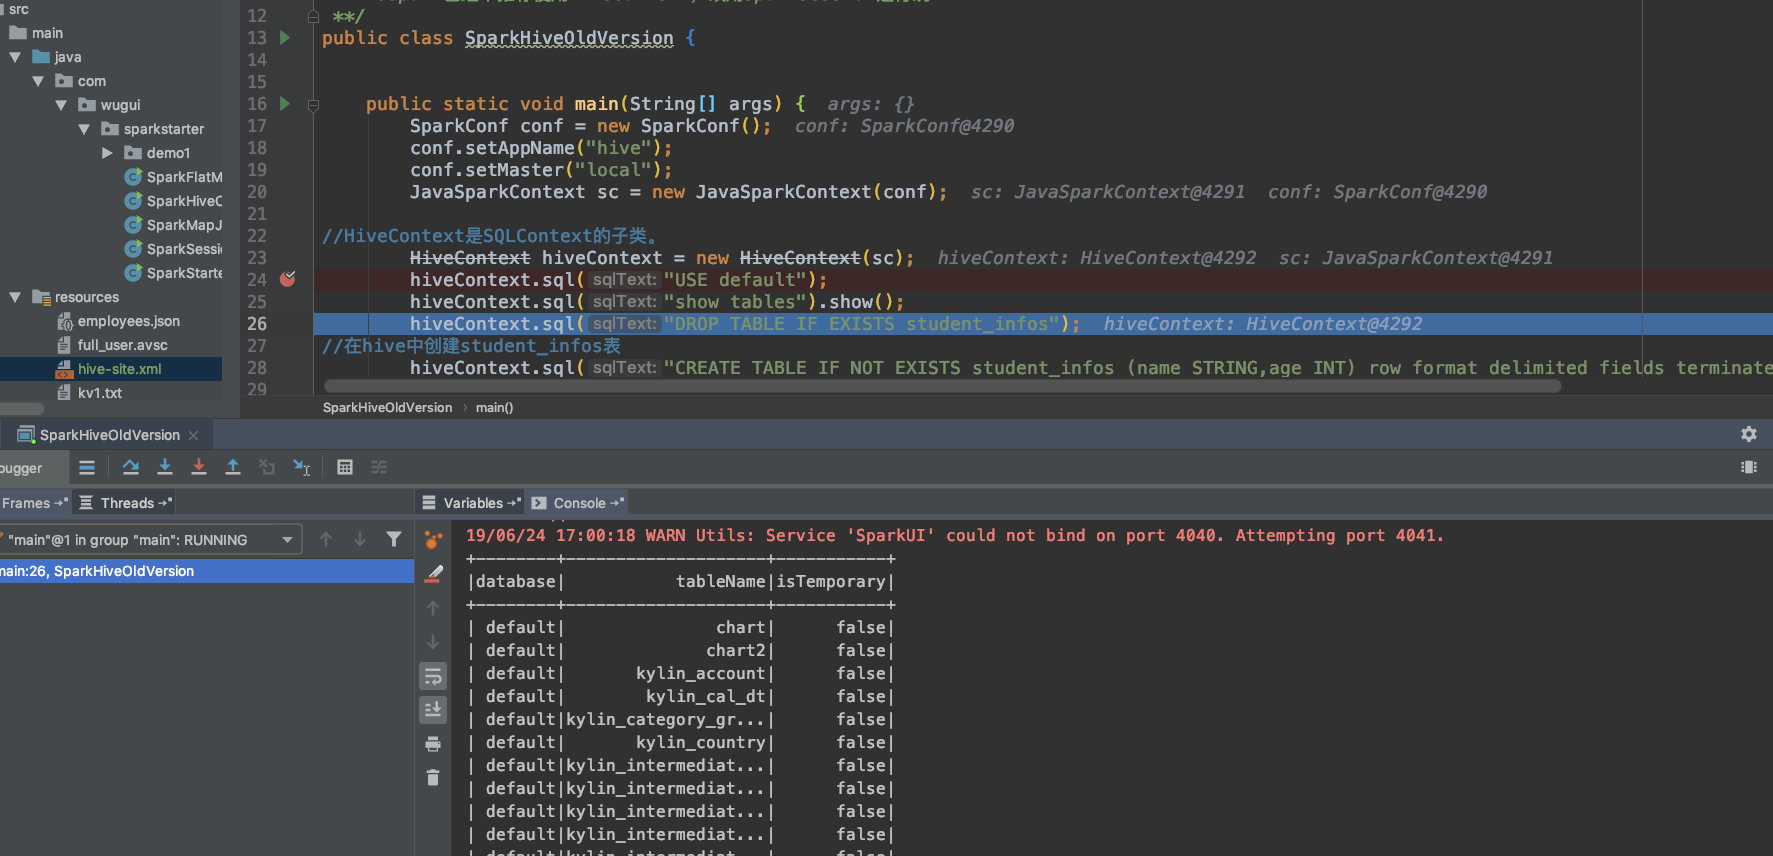 src
main
java
com
wugui
sparkstarter
demo1
SparkFlatM
SparkHiveC
SparkMapJ
SparkSessi
SparkStarte
resources
employees.json
full_user.avsc
hive-site.xml
kv1.txt
12 **/
13 public class SparkHiveOldVersion {
14
15
16 public static void main(String[] args) { args: {}
17 SparkConf conf = new SparkConf(); conf: SparkConf@4290
18 conf.setAppName("hive");
19 conf.setMaster("local");
20 JavaSparkContext sc = new JavaSparkContext(conf); sc: JavaSparkContext@4291 conf: SparkConf@4290
21
22 //HiveContext是SQLContext的子类。
23 HiveContext hiveContext = new HiveContext(sc); hiveContext: HiveContext@4292 sc: JavaSparkContext@4291
24 hiveContext.sql( sqlText: "USE default");
25 hiveContext.sql( sqlText: "show tables").show();
26 hiveContext.sql( sqlText: "DROP TABLE IF EXISTS student_infos"); hiveContext: HiveContext@4292
27 //在hive中创建student_infos表
28 hiveContext.sql( sqlText: "CREATE TABLE IF NOT EXISTS student_infos (name STRING,age INT) row format delimited fields terminate
29
SparkHiveOldVersion › main()
SparkHiveOldVersion ×
bugger
Frames →"
Threads →"
Variables →"
Console →"
"main"@1 in group "main": RUNNING
main:26, SparkHiveOldVersion
19/06/24 17:00:18 WARN Utils: Service 'SparkUI' could not bind on port 4040. Attempting port 4041.
+--------+--------------------+-----------+
|database|           tableName|isTemporary|
+--------+--------------------+-----------+
| default|               chart|      false|
| default|              chart2|      false|
| default|       kylin_account|      false|
| default|        kylin_cal_dt|      false|
| default|kylin_category_gr...|      false|
| default|       kylin_country|      false|
| default|kylin_intermediat...|      false|
| default|kylin_intermediat...|      false|
| default|kylin_intermediat...|      false|
| default|kylin_intermediat...|      false|
| default|kylin_intermediat...|      false|